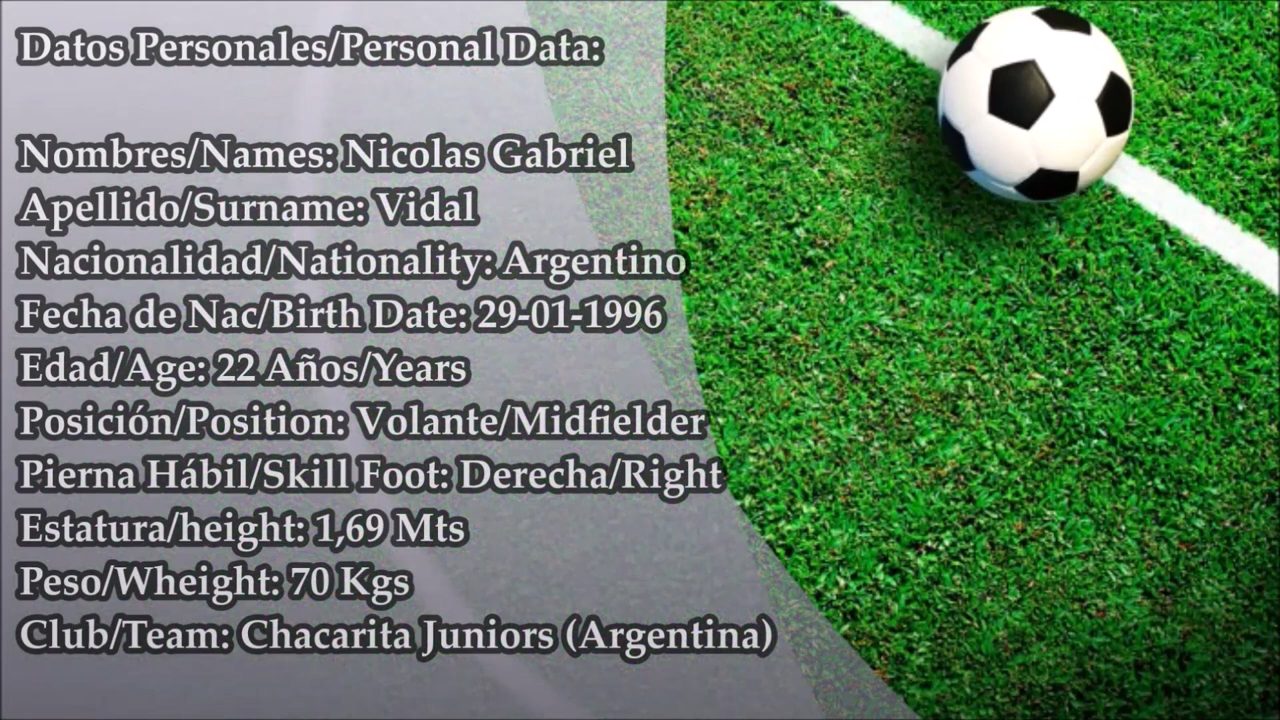 Datos Personales/Personal Data:
Nombres/Names: Nicolas Gabriel
Apellido/Surname: Vidal
Nacionalidad/Nationality: Argentino
Fecha de Nac/Birth Date: 29-01-1996
Edad/Age: 22 Años/Years
Posición/Position: Volante/Midfielder
Pierna Hábil/Skill Foot: Derecha/Right
Estatura/height: 1,69 Mts
Peso/Wheight: 70 Kgs
Club/Team: Chacarita Juniors (Argentina)